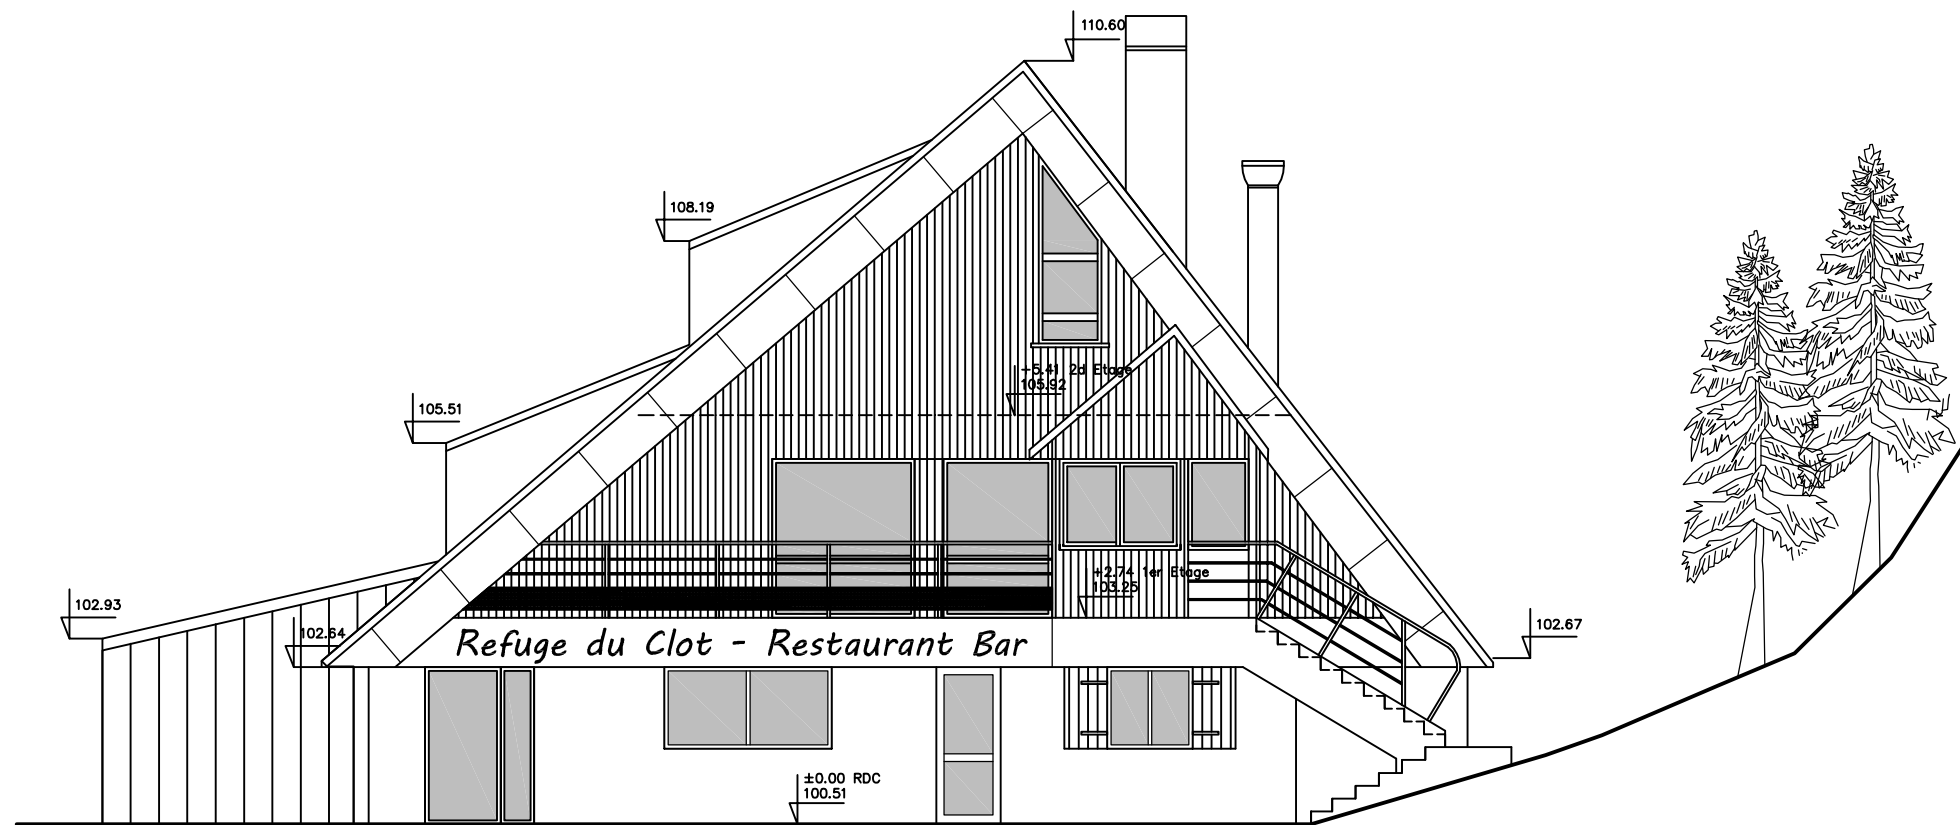 110.60
108.19
+5.41 2d Etage
105.92
105.51
+2.74 1er Etage
103.25
102.93
102.64
102.67
Refuge du Clot - Restaurant Bar
±0.00 RDC
100.51